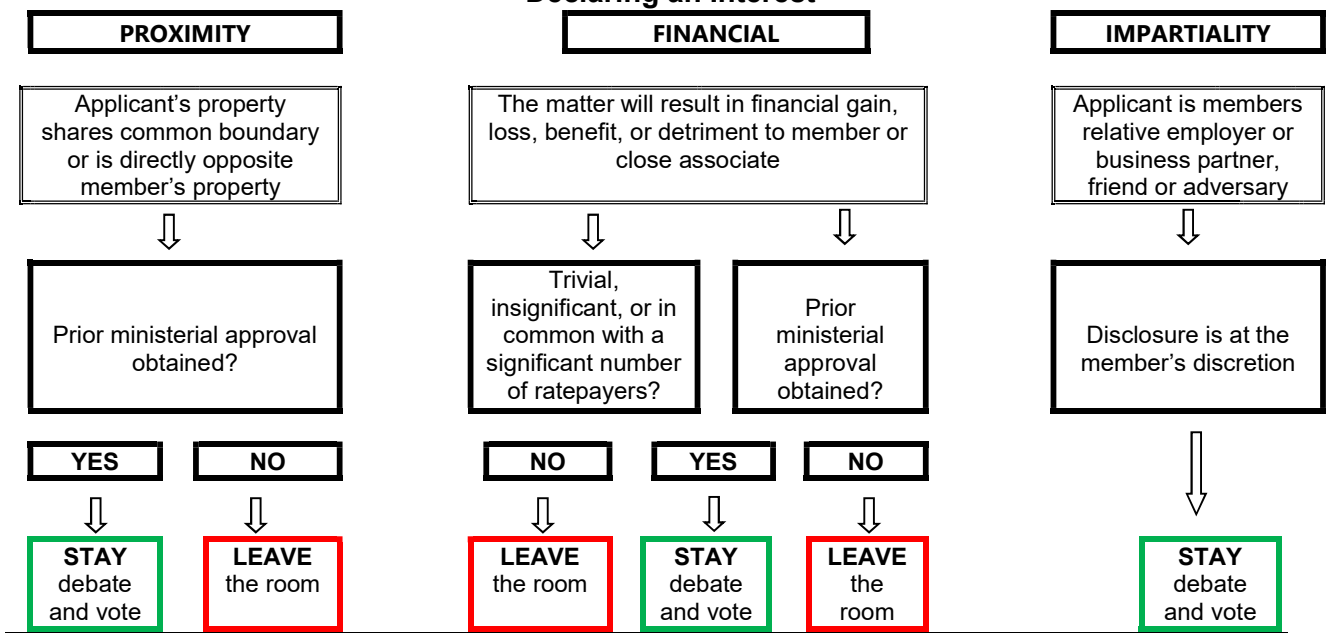 Declaring an Interest
PROXIMITY
FINANCIAL
IMPARTIALITY
Applicant’s property
shares common boundary
or is directly opposite
member’s property
The matter will result in financial gain,
loss, benefit, or detriment to member or
close associate
Applicant is members
relative employer or
business partner,
friend or adversary
Prior ministerial approval
obtained?
Trivial,
insignificant, or in
common with a
significant number
of ratepayers?
Prior
ministerial
approval
obtained?
Disclosure is at the
member’s discretion
YES
NO
NO
YES
NO
STAY
debate
and vote
LEAVE
the room
LEAVE
the room
STAY
debate
and vote
LEAVE
the
room
STAY
debate
and vote